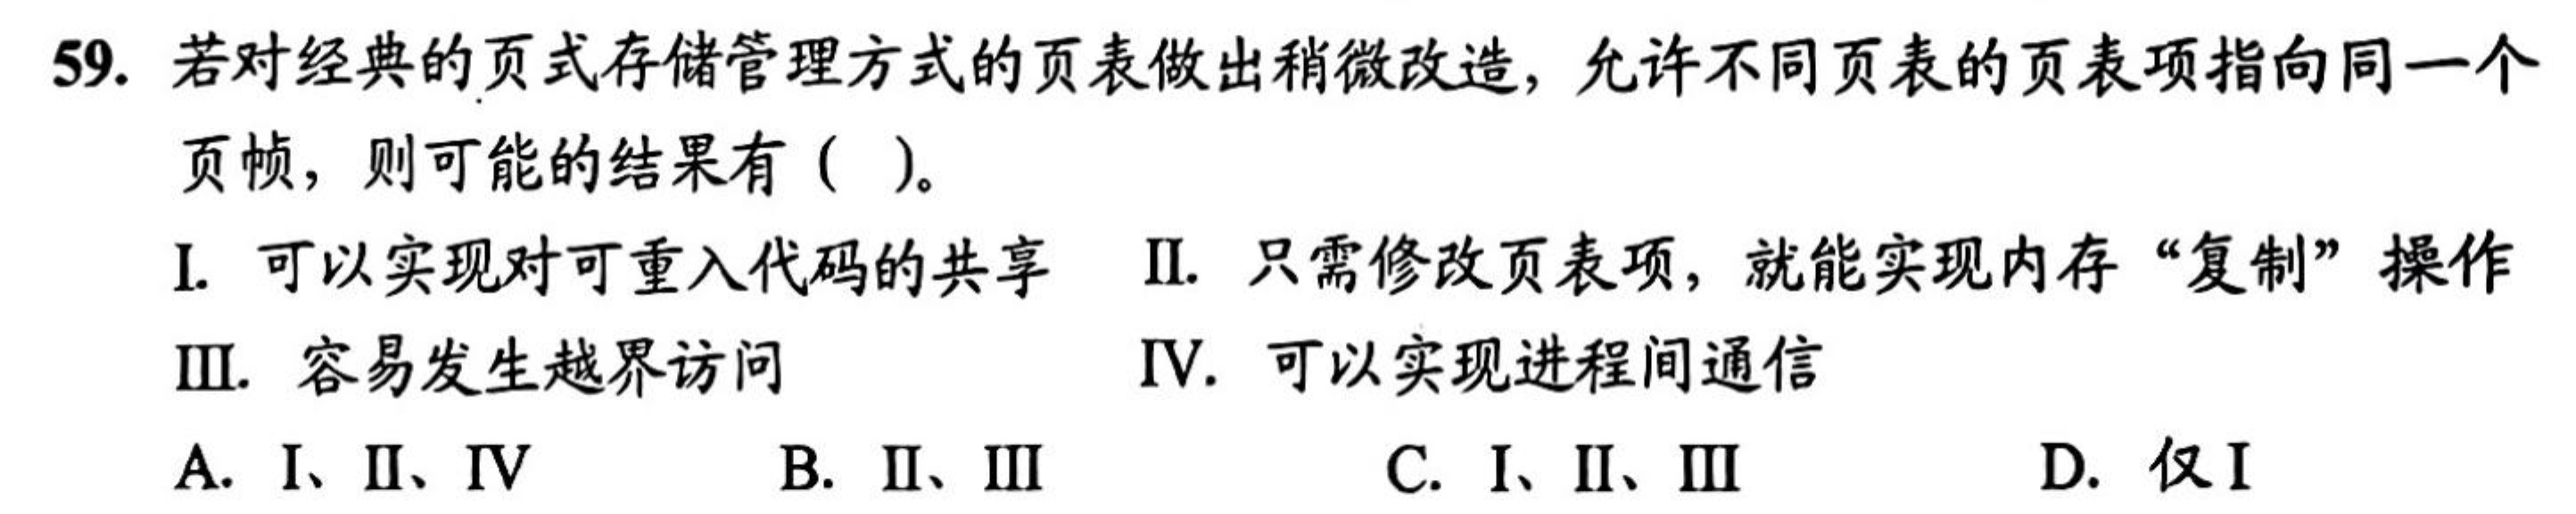 59. 若对经典的页式存储管理方式的页表做出稍微改造，允许不同页表的页表项指向同一个
页帧，则可能的结果有（ ）。
I. 可以实现对可重入代码的共享 II. 只需修改页表项，就能实现内存“复制”操作
III. 容易发生越界访问 IV. 可以实现进程间通信
A. I、II、IV B. II、III C. I、II、III D. 仅 I